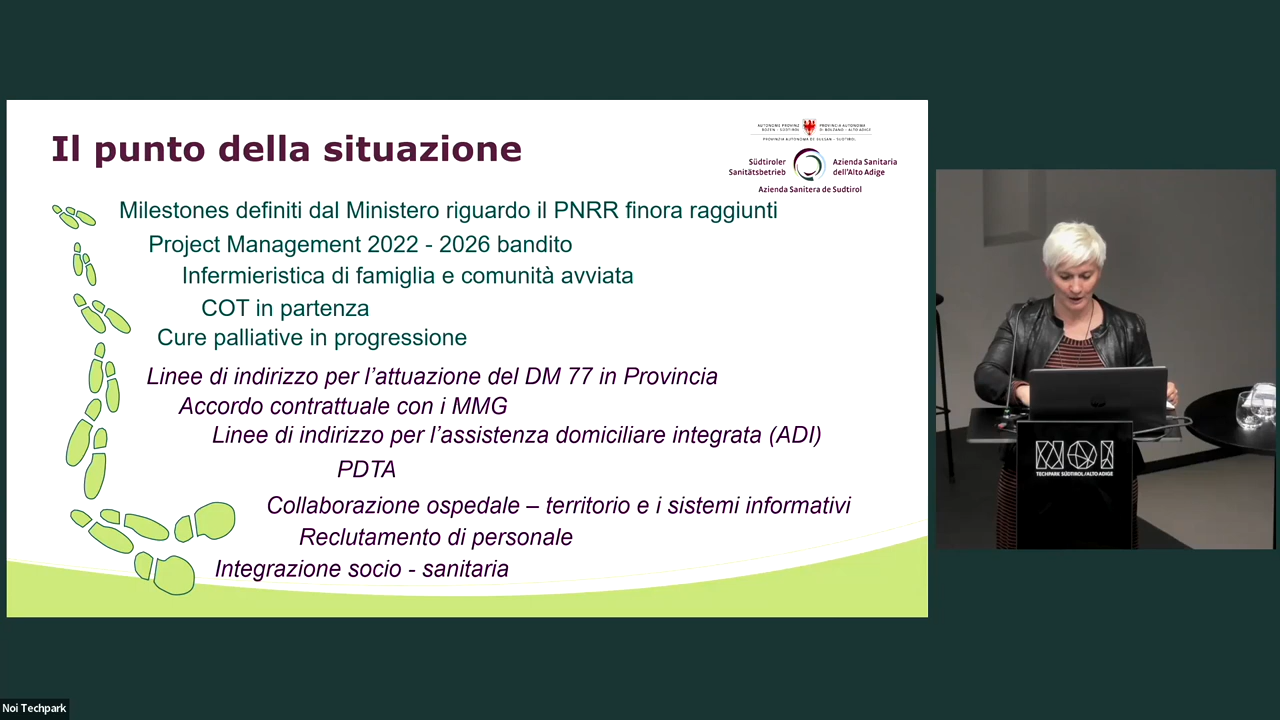 Il punto della situazione
AUTONOME PROVINZ BOZEN - SÜDTIROL
PROVINCIA AUTONOMA DI BOLZANO - ALTO ADIGE
PROVINZIA AUTONOMA DE BULSAN - SÜDTIROL
Südtiroler Sanitätsbetrieb
Azienda Sanitaria dell'Alto Adige
Azienda Sanitera de Sudtirol
Milestones definiti dal Ministero riguardo il PNRR finora raggiunti
Project Management 2022 - 2026 bandito
Infermieristica di famiglia e comunità avviata
COT in partenza
Cure palliative in progressione
Linee di indirizzo per l'attuazione del DM 77 in Provincia
Accordo contrattuale con i MMG
Linee di indirizzo per l'assistenza domiciliare integrata (ADI)
PDTA
Collaborazione ospedale – territorio e i sistemi informativi
Reclutamento di personale
Integrazione socio - sanitaria
NOI
TECHPARK SÜDTIROL/ALTO ADIGE
Noi Techpark